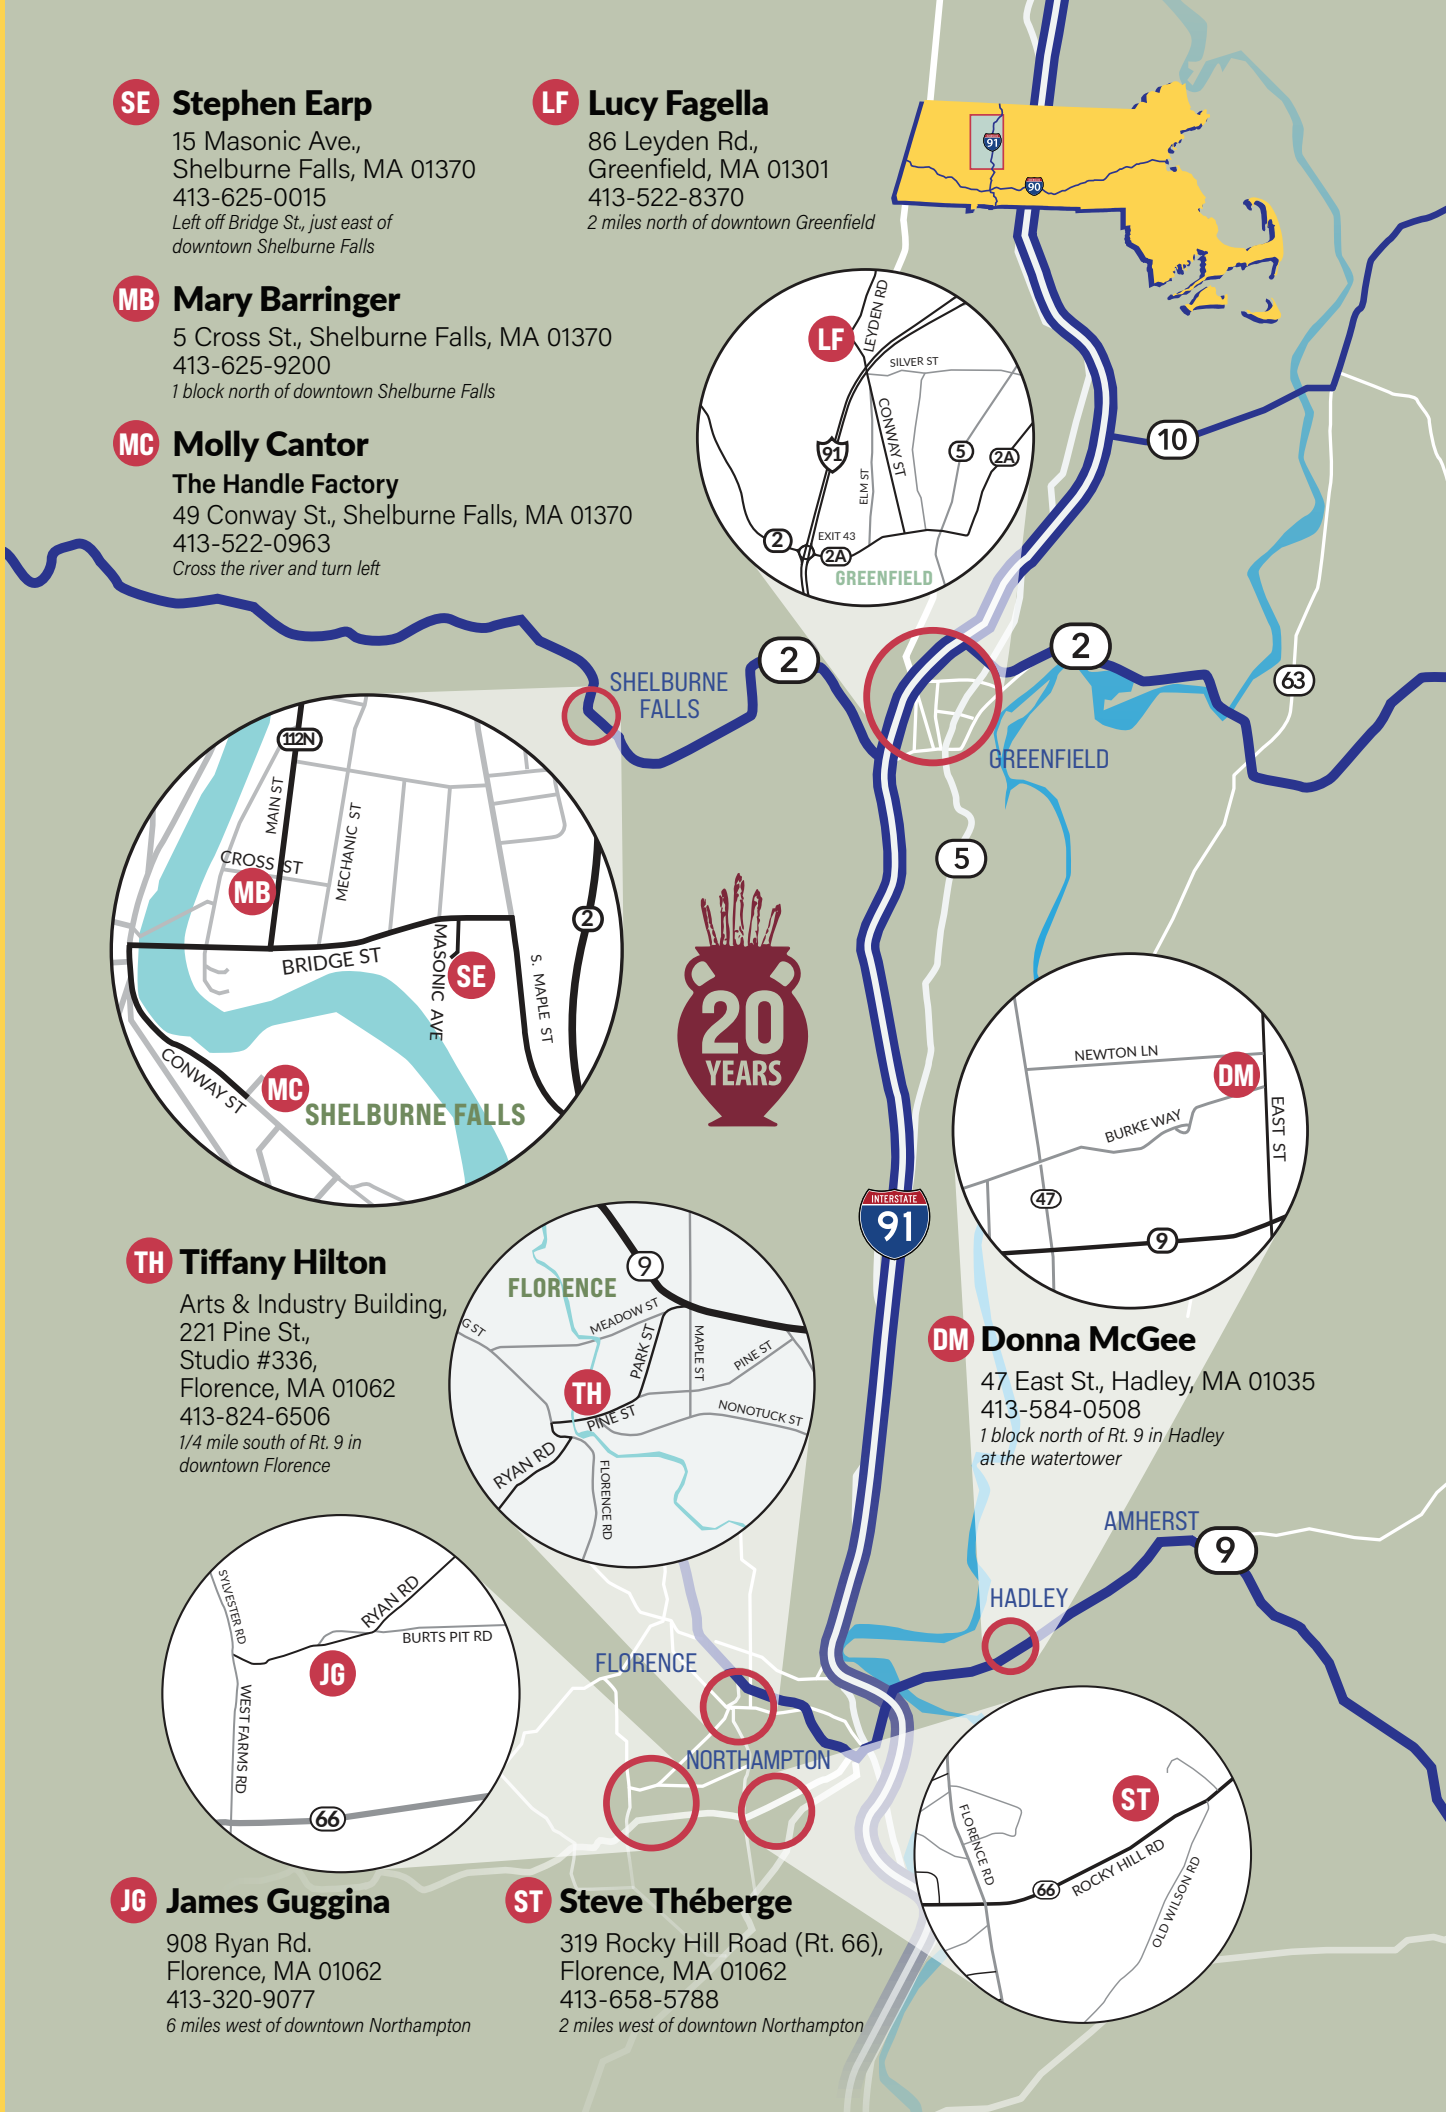 SE Stephen Earp
15 Masonic Ave.,
Shelburne Falls, MA 01370
413-625-0015
Left off Bridge St., just east of
downtown Shelburne Falls
LF Lucy Fagella
86 Leyden Rd.,
Greenfield, MA 01301
413-522-8370
2 miles north of downtown Greenfield
MB Mary Barringer
5 Cross St., Shelburne Falls, MA 01370
413-625-9200
1 block north of downtown Shelburne Falls
MC Molly Cantor
The Handle Factory
49 Conway St., Shelburne Falls, MA 01370
413-522-0963
Cross the river and turn left
91
90
LF
LEYDEN RD
SILVER ST
CONWAY ST
91
5
2A
ELM ST
2
EXIT 43
2A
GREENFIELD
10
2
2
63
SHELBURNE
FALLS
GREENFIELD
5
112N
MAIN ST
MECHANIC ST
CROSS ST
MB
2
BRIDGE ST
MASONIC AVE
SE
S. MAPLE ST
CONWAY ST
MC
SHELBURNE FALLS
20
YEARS
NEWTON LN
DM
BURKE WAY
EAST ST
47
9
INTERSTATE
91
TH Tiffany Hilton
Arts & Industry Building,
221 Pine St.,
Studio #336,
Florence, MA 01062
413-824-6506
1/4 mile south of Rt. 9 in
downtown Florence
9
FLORENCE
G ST
MEADOW ST
PARK ST
MAPLE ST
PINE ST
TH
PINE ST
NONOTUCK ST
RYAN RD
FLORENCE RD
DM Donna McGee
47 East St., Hadley, MA 01035
413-584-0508
1 block north of Rt. 9 in Hadley
at the watertower
AMHERST
9
HADLEY
FLORENCE
NORTHAMPTON
SYLVESTER RD
RYAN RD
BURTS PIT RD
JG
WEST FARMS RD
66
ST
FLORENCE RD
66
ROCKY HILL RD
OLD WILSON RD
JG James Guggina
908 Ryan Rd.
Florence, MA 01062
413-320-9077
6 miles west of downtown Northampton
ST Steve Théberge
319 Rocky Hill Road (Rt. 66),
Florence, MA 01062
413-658-5788
2 miles west of downtown Northampton